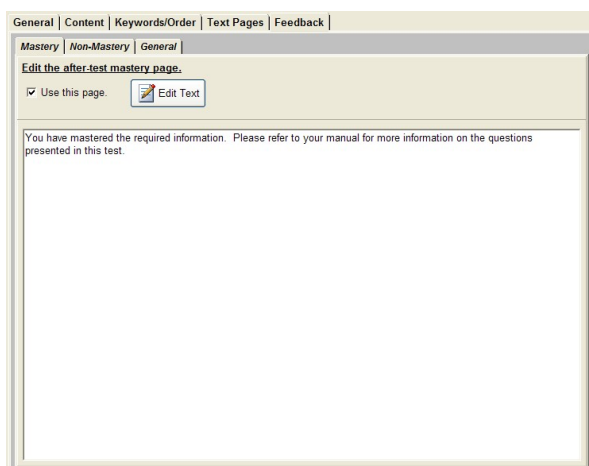 General | Content | Keywords/Order | Text Pages | Feedback |
Mastery | Non-Mastery | General |
Edit the after-test mastery page.
Use this page. Edit Text
You have mastered the required information. Please refer to your manual for more information on the questions
presented in this test.